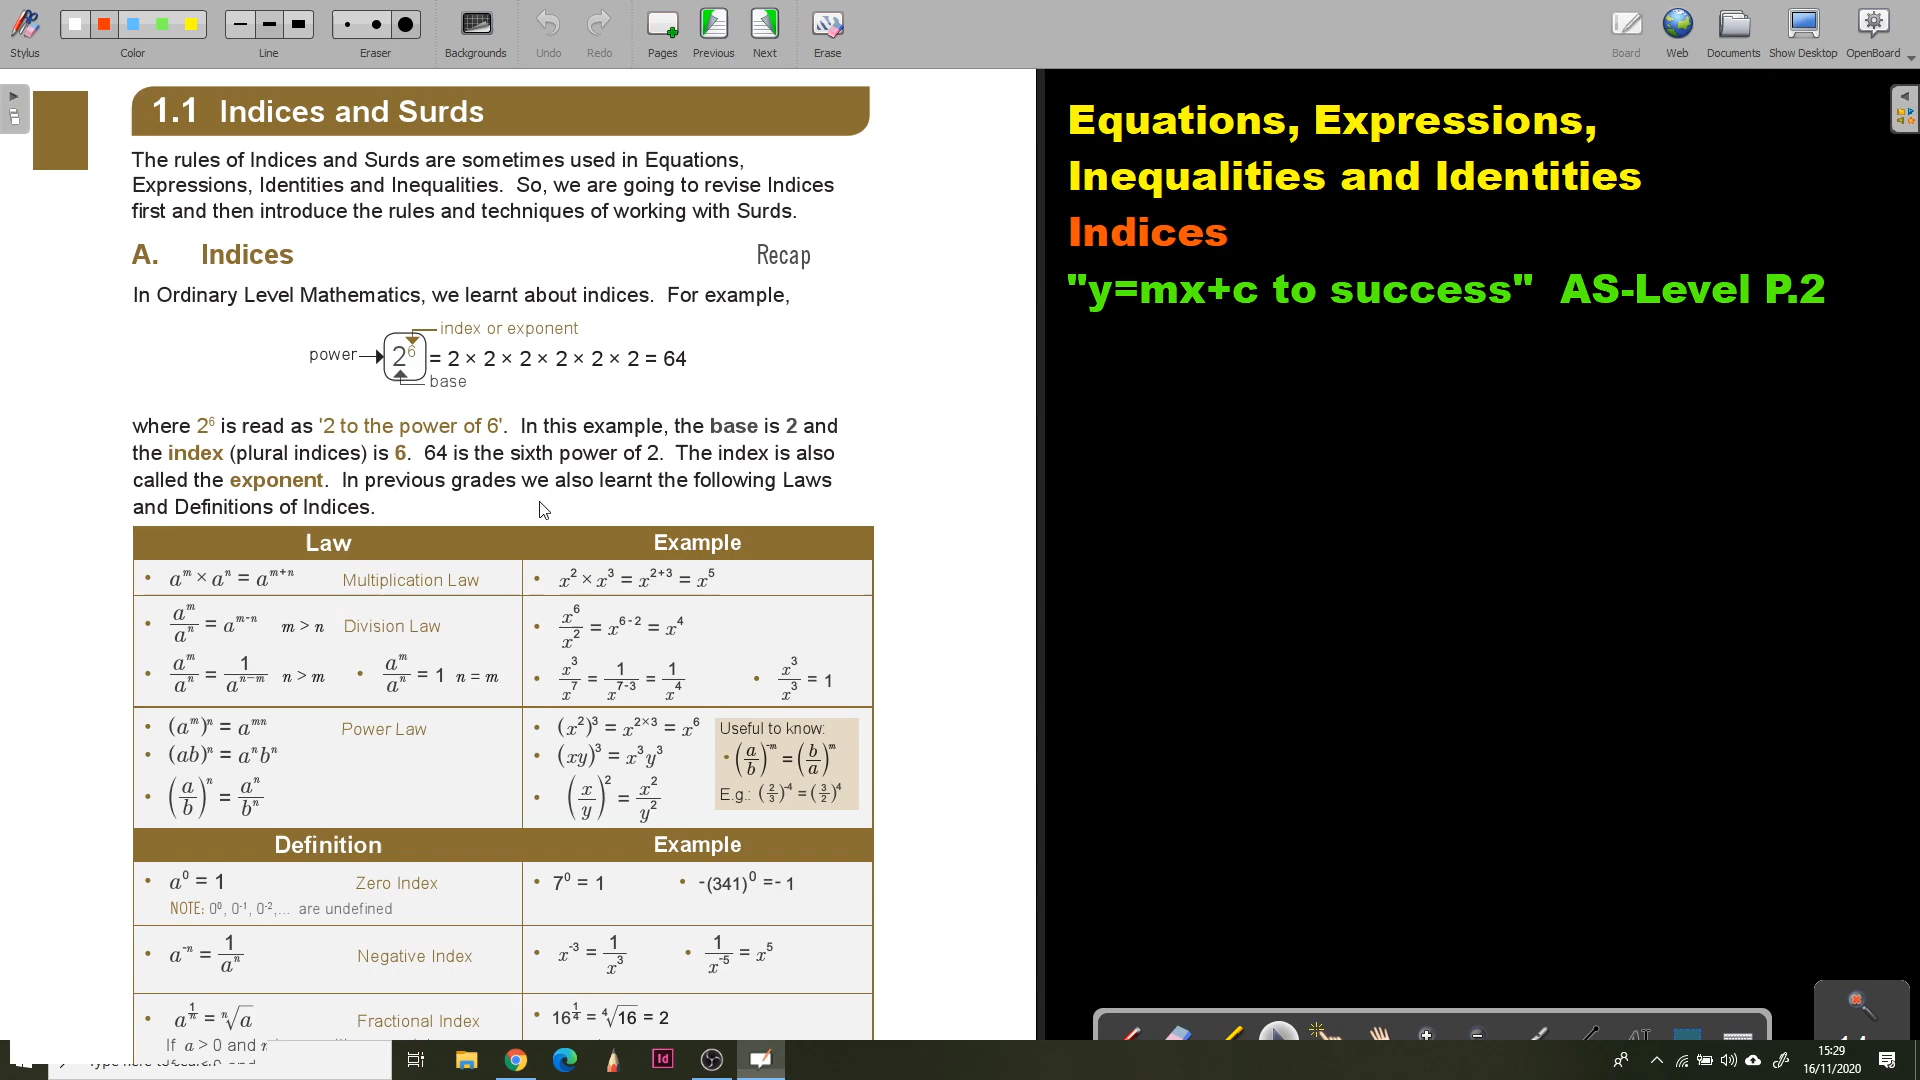 Stylus
Color
Line
Eraser
Backgrounds
Undo
Redo
Pages
Previous
Next
Erase
Board
Web
Documents
Show Desktop
OpenBoard
1.1 Indices and Surds
The rules of Indices and Surds are sometimes used in Equations,
Expressions, Identities and Inequalities. So, we are going to revise Indices
first and then introduce the rules and techniques of working with Surds.
A. Indices Recap
In Ordinary Level Mathematics, we learnt about indices. For example,
index or exponent
power 2⁶ = 2 × 2 × 2 × 2 × 2 × 2 = 64
base
where 2⁶ is read as '2 to the power of 6'. In this example, the base is 2 and
the index (plural indices) is 6. 64 is the sixth power of 2. The index is also
called the exponent. In previous grades we also learnt the following Laws
and Definitions of Indices.
Law Example
• aᵐ × aⁿ = aᵐ⁺ⁿ Multiplication Law • x² × x³ = x²⁺³ = x⁵
• aᵐ/aⁿ = aᵐ⁻ⁿ m > n Division Law • x⁶/x² = x⁶⁻² = x⁴
• aᵐ/aⁿ = 1/aⁿ⁻ᵐ n > m • aᵐ/aⁿ = 1 n = m • x³/x⁷ = 1/x⁷⁻³ = 1/x⁴ • x³/x³ = 1
• (aᵐ)ⁿ = aᵐⁿ Power Law • (x²)³ = x²ˣ³ = x⁶ Useful to know:
• (ab)ⁿ = aⁿbⁿ • (xy)³ = x³y³ • (a/b)⁻ᵐ = (b/a)ᵐ
• (a/b)ⁿ = aⁿ/bⁿ • (x/y)² = x²/y² E.g.: (2/3)⁻⁴ = (3/2)⁴
Definition Example
• a⁰ = 1 Zero Index • 7⁰ = 1 • -(341)⁰ = - 1
NOTE: 0⁰, 0⁻¹, 0⁻²,... are undefined
• a⁻ⁿ = 1/aⁿ Negative Index • x⁻³ = 1/x³ • 1/x⁻⁵ = x⁵
• a^(1/n) = ⁿ√a Fractional Index • 16^(1/4) = ⁴√16 = 2
If a > 0 and n
Equations, Expressions,
Inequalities and Identities
Indices
"y=mx+c to success" AS-Level P.2
15:29
16/11/2020